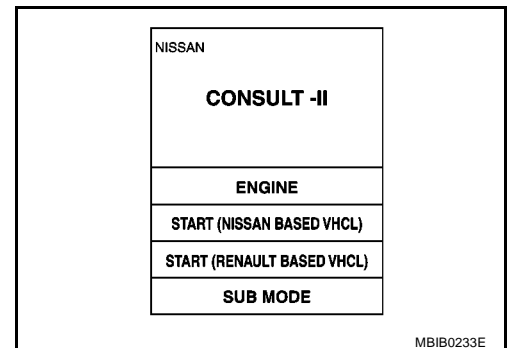 NISSAN
CONSULT -II
ENGINE
START (NISSAN BASED VHCL)
START (RENAULT BASED VHCL)
SUB MODE
MBIB0233E